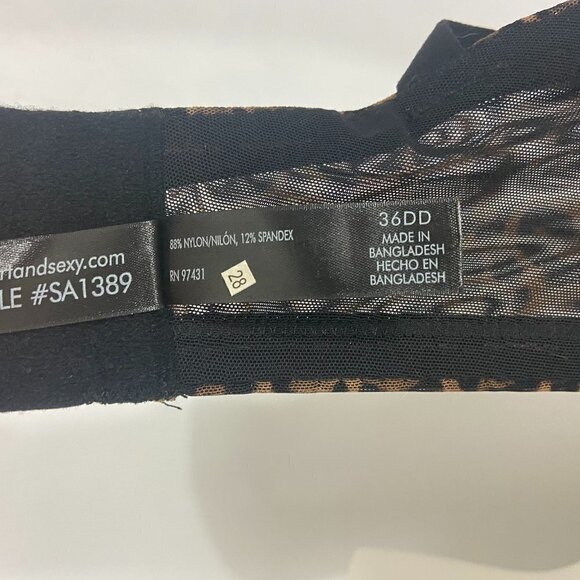 rtandsexy.com
LE #SA1389
88% NYLON/NILÓN, 12% SPANDEX
RN 97431
28
36DD
MADE IN
BANGLADESH
HECHO EN
BANGLADESH